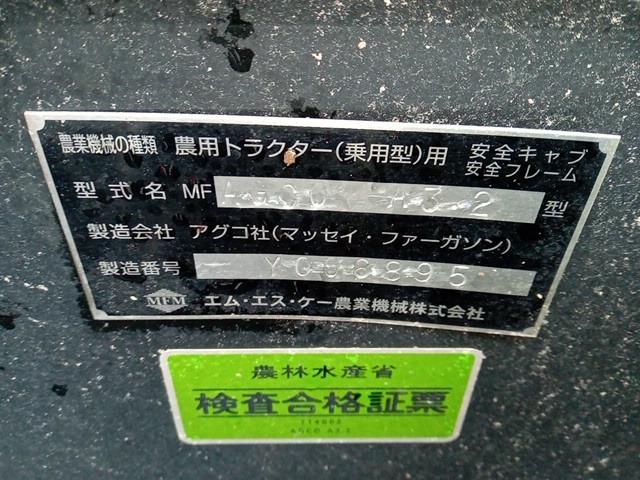 農業機械の種類 農用トラクター(乗用型)用 安全キャブ
安全フレーム
型式名 MF A3-2 型
製造会社 アグコ社(マッセイ・ファーガソン)
製造番号
MFM エム・エス・ケー農業機械株式会社
農林水産省
検査合格証票